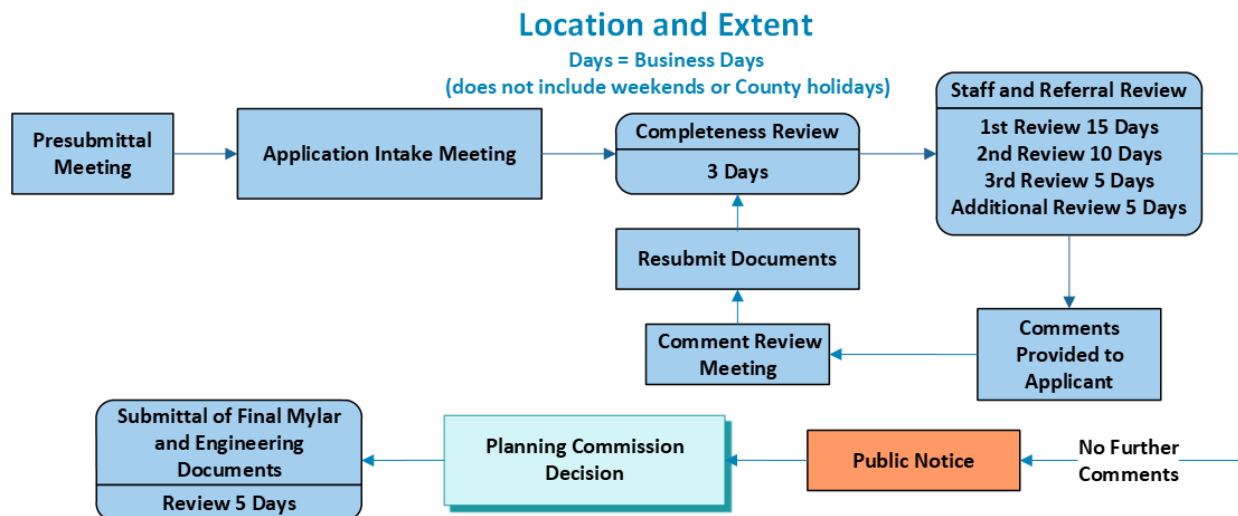 Location and Extent
Days = Business Days
(does not include weekends or County holidays)
Presubmittal
Meeting
Application Intake Meeting
Completeness Review
3 Days
Staff and Referral Review
1st Review 15 Days
2nd Review 10 Days
3rd Review 5 Days
Additional Review 5 Days
Resubmit Documents
Comment Review
Meeting
Comments
Provided to
Applicant
Submittal of Final Mylar
and Engineering
Documents
Review 5 Days
Planning Commission
Decision
Public Notice
No Further
Comments